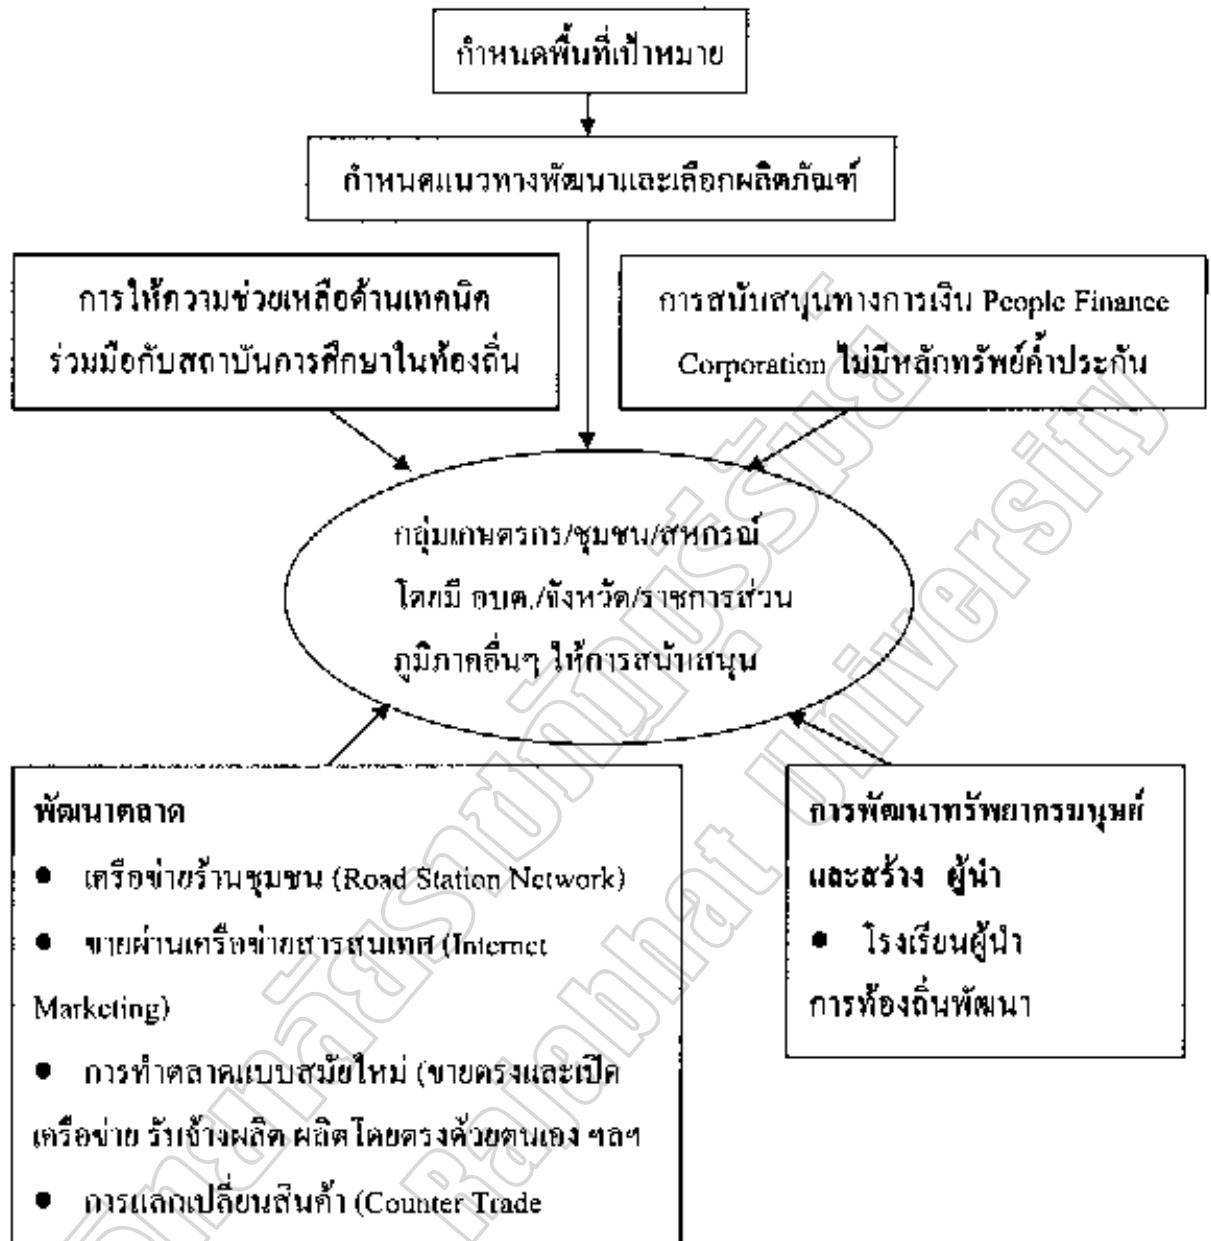 กำหนดพื้นที่เป้าหมาย
กำหนดแนวทางพัฒนาและเลือกผลิตภัณฑ์
การให้ความช่วยเหลือด้านเทคนิค
ร่วมมือกับสถาบันการศึกษาในท้องถิ่น
การสนับสนุนทางการเงิน People Finance
Corporation ไม่มีหลักทรัพย์ค้ำประกัน
กลุ่มเกษตรกร/ชุมชน/สหกรณ์
โดยมี อบต./จังหวัด/ราชการส่วน
ภูมิภาคอื่นๆ ให้การสนับสนุน
พัฒนาตลาด
● เครือข่ายร้านชุมชน (Road Station Network)
● ขายผ่านเครือข่ายสารสนเทศ (Internet
Marketing)
● การทำตลาดแบบสมัยใหม่ (ขายตรงและเปิด
เครือข่าย รับจ้างผลิต ผลิตโดยตรงด้วยตนเอง ฯลฯ
● การแลกเปลี่ยนสินค้า (Counter Trade
การพัฒนาทรัพยากรมนุษย์
และสร้าง ผู้นำ
● โรงเรียนผู้นำ
การท้องถิ่นพัฒนา
Rajabhat University